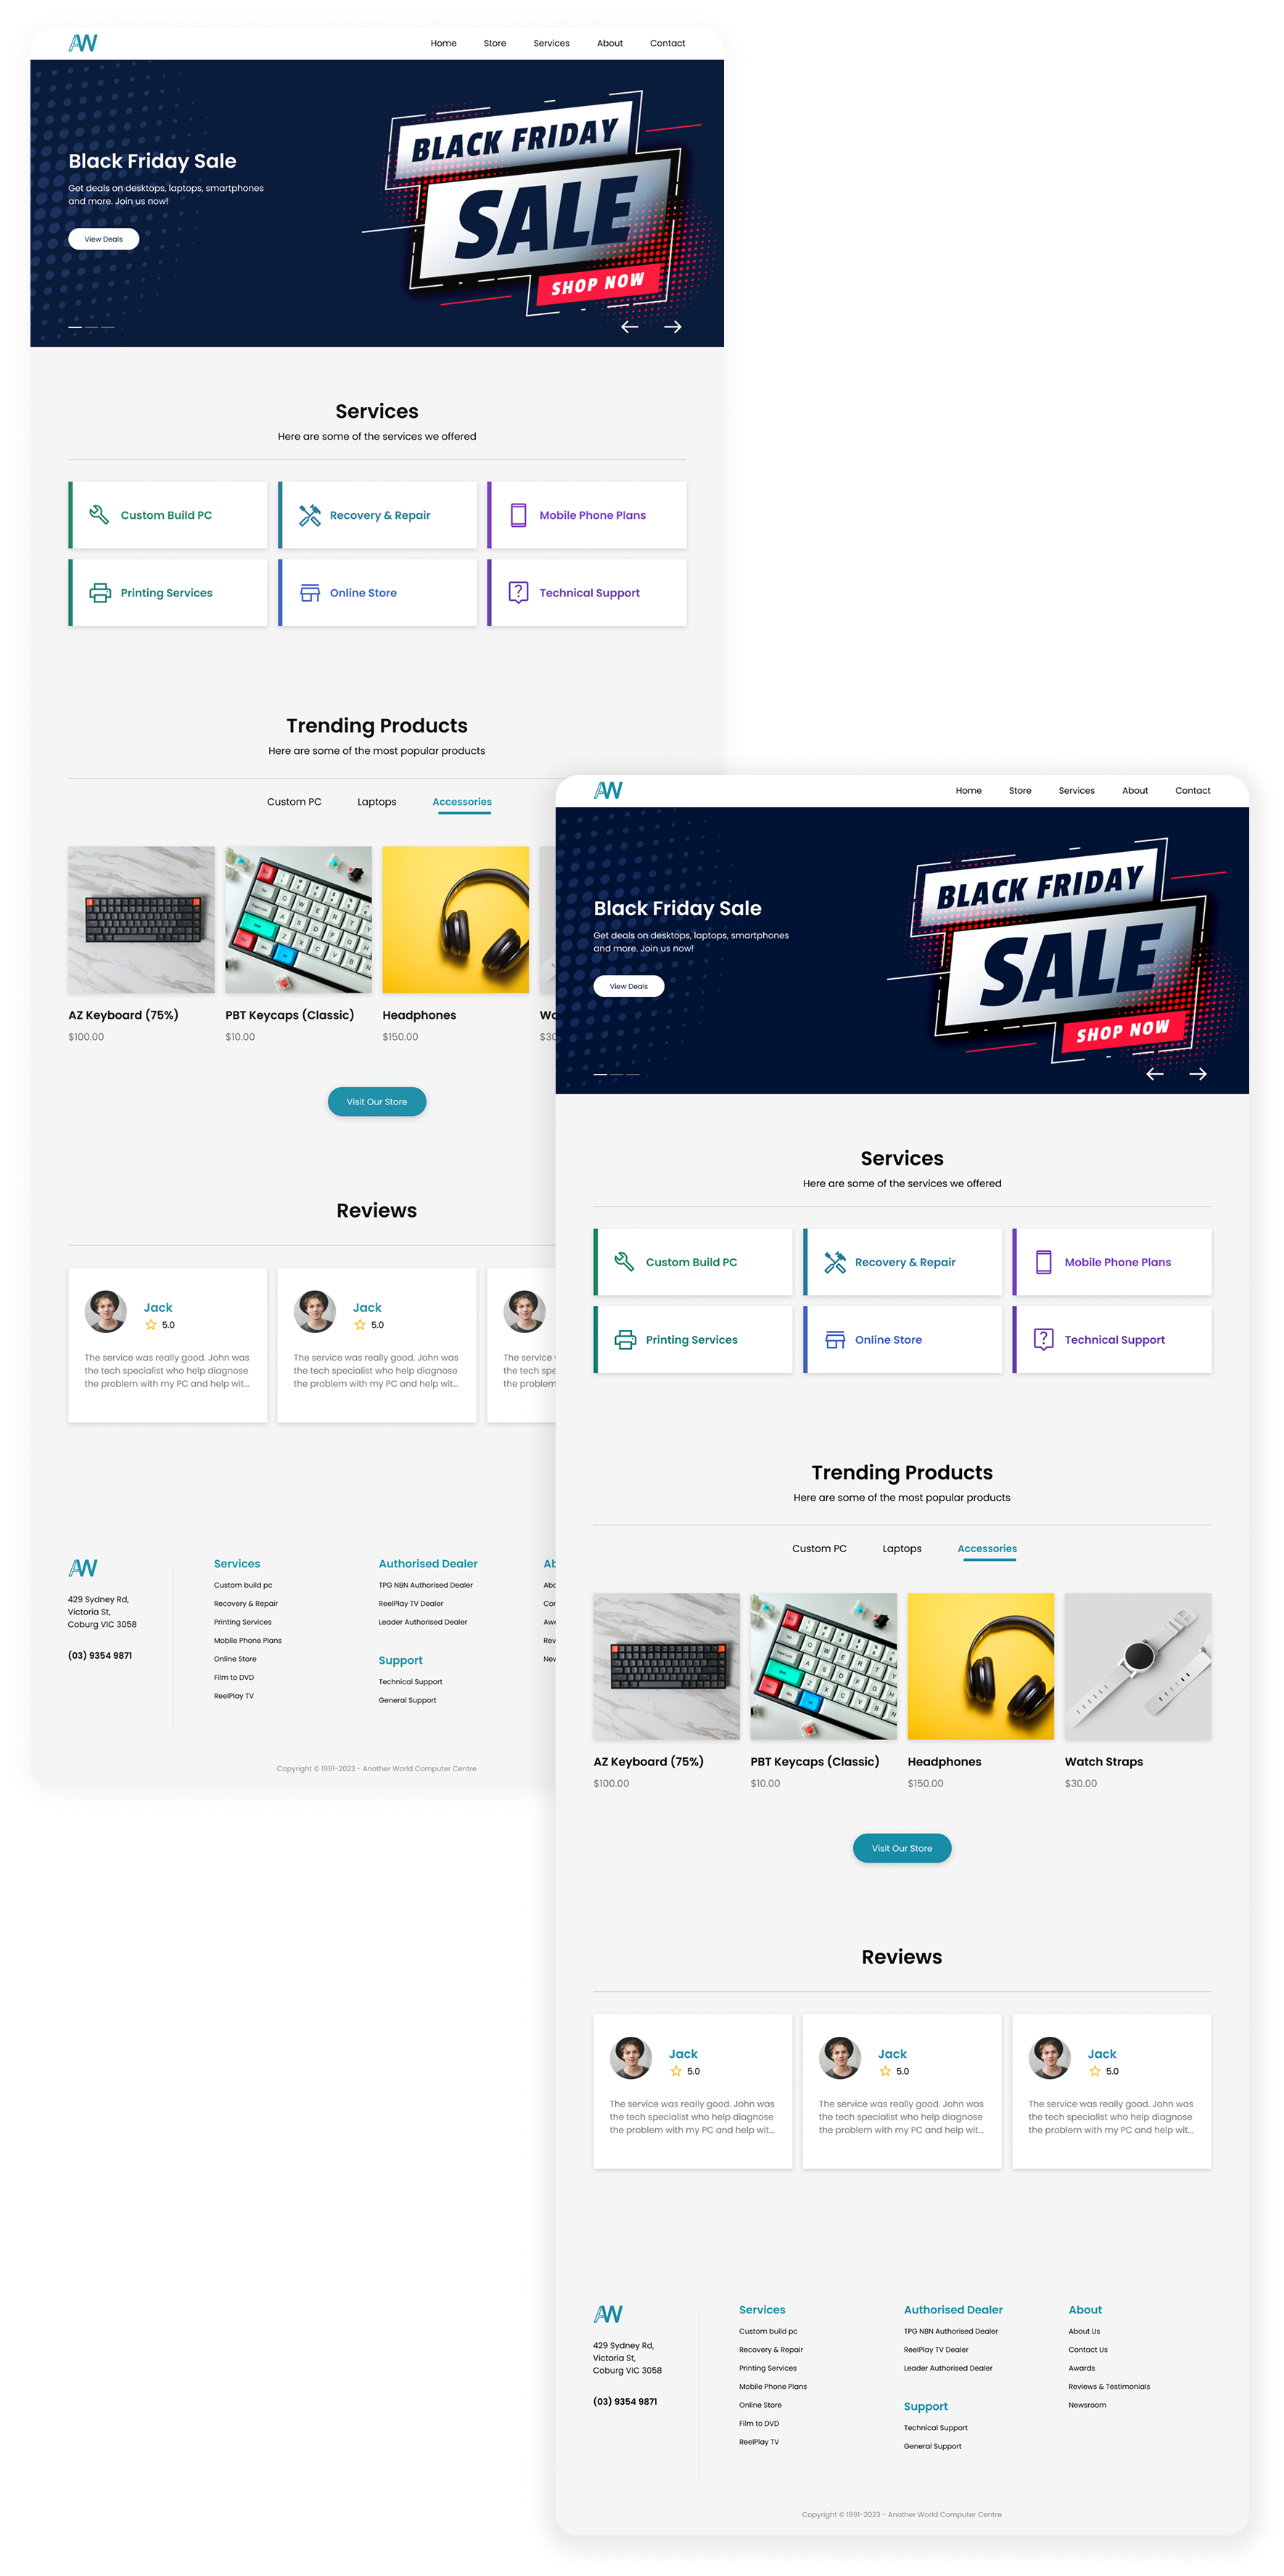 AW
Home Store Services About Contact
Black Friday Sale
Get deals on desktops, laptops, smartphones
and more. Join us now!
View Deals
BLACK FRIDAY
SALE
SHOP NOW
Services
Here are some of the services we offered
Custom Build PC
Recovery & Repair
Mobile Phone Plans
Printing Services
Online Store
Technical Support
Trending Products
Here are some of the most popular products
Custom PC Laptops Accessories
AZ Keyboard (75%)
$100.00
PBT Keycaps (Classic)
$10.00
Headphones
$150.00
Visit Our Store
Reviews
Jack
5.0
The service was really good. John was
the tech specialist who help diagnose
the problem with my PC and help wit...
Jack
5.0
The service was really good. John was
the tech specialist who help diagnose
the problem with my PC and help wit...
The service
the problem
AW
429 Sydney Rd,
Victoria St,
Coburg VIC 3058
(03) 9354 9871
Services
Custom build pc
Recovery & Repair
Printing Services
Mobile Phone Plans
Online Store
Film to DVD
ReelPlay TV
Authorised Dealer
TPG NBN Authorised Dealer
ReelPlay TV Dealer
Leader Authorised Dealer
Support
Technical Support
General Support
Copyright © 1991-2023 - Another World Computer Centre
AW
Home Store Services About Contact
Black Friday Sale
Get deals on desktops, laptops, smartphones
and more. Join us now!
View Deals
BLACK FRIDAY
SALE
SHOP NOW
Services
Here are some of the services we offered
Custom Build PC
Recovery & Repair
Mobile Phone Plans
Printing Services
Online Store
Technical Support
Trending Products
Here are some of the most popular products
Custom PC Laptops Accessories
AZ Keyboard (75%)
$100.00
PBT Keycaps (Classic)
$10.00
Headphones
$150.00
Watch Straps
$30.00
Visit Our Store
Reviews
Jack
5.0
The service was really good. John was
the tech specialist who help diagnose
the problem with my PC and help wit...
Jack
5.0
The service was really good. John was
the tech specialist who help diagnose
the problem with my PC and help wit...
Jack
5.0
The service was really good. John was
the tech specialist who help diagnose
the problem with my PC and help wit...
AW
429 Sydney Rd,
Victoria St,
Coburg VIC 3058
(03) 9354 9871
Services
Custom build pc
Recovery & Repair
Printing Services
Mobile Phone Plans
Online Store
Film to DVD
ReelPlay TV
Authorised Dealer
TPG NBN Authorised Dealer
ReelPlay TV Dealer
Leader Authorised Dealer
Support
Technical Support
General Support
About
About Us
Contact Us
Awards
Reviews & Testimonials
Newsroom
Copyright © 1991-2023 - Another World Computer Centre